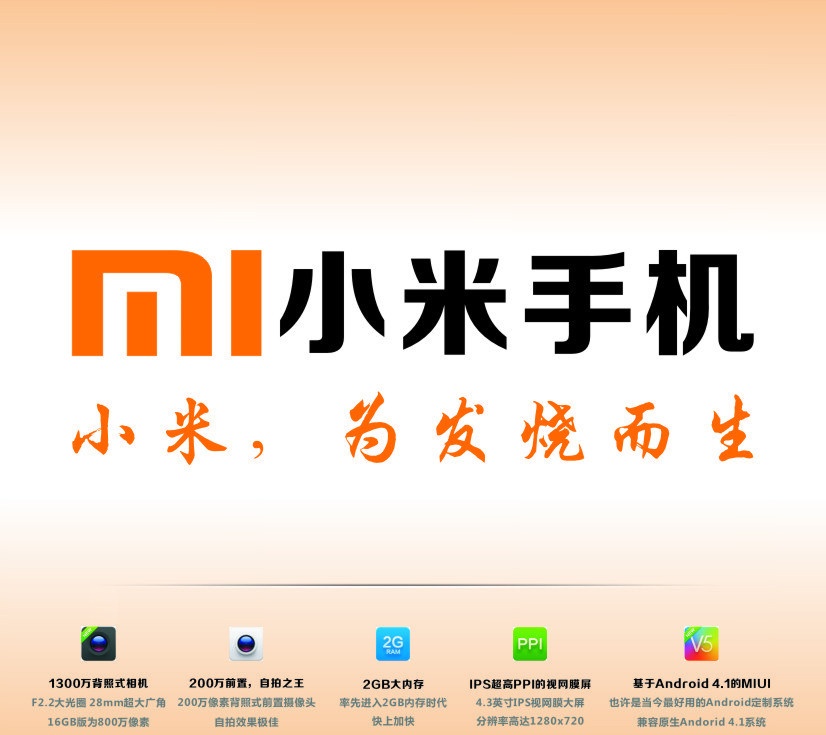 mi小米手机
小米，为发烧而生
2G
RAM
PPI
V5
1300万背照式相机
F2.2大光圈 28mm超大广角
16GB版为800万像素
200万前置，自拍之王
200万像素背照式前置摄像头
自拍效果极佳
2GB大内存
率先进入2GB内存时代
快上加快
IPS超高PPI的视网膜屏
4.3英寸IPS视网膜大屏
分辨率高达1280x720
基于Android 4.1的MIUI
也许是当今最好用的Android定制系统
兼容原生Andorid 4.1系统